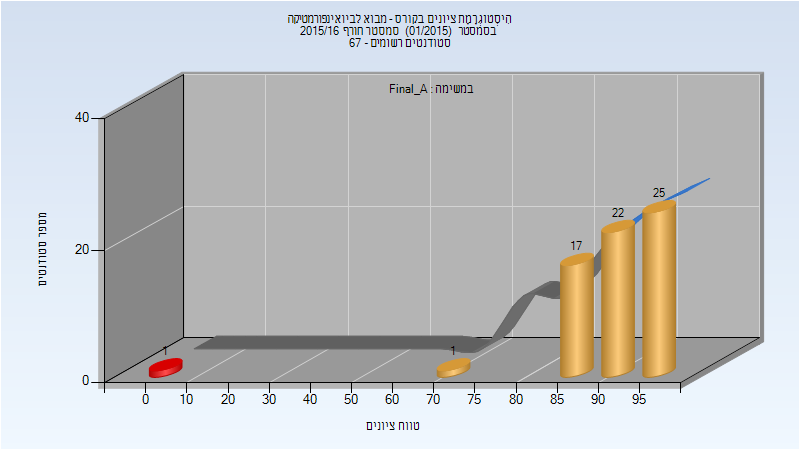 היסטוגרמת ציונים בקורס - מבוא לביואינפורמטיקה
בסמסטר (01/2015) סמסטר חורף 2015/16
סטודנטים רשומים - 67
במשימה : Final_A
מספר סטודנטים
40
20
0
1
1
17
22
25
0 10 20 30 40 50 60 70 75 80 85 90 95
טווח ציונים